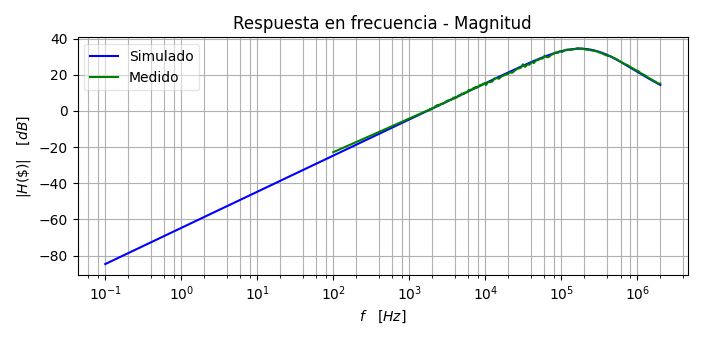 Respuesta en frecuencia - Magnitud
Simulado
Medido
|H($)| [dB]
40
20
0
−20
−40
−60
−80
10⁻¹ 10⁰ 10¹ 10² 10³ 10⁴ 10⁵ 10⁶
f [Hz]